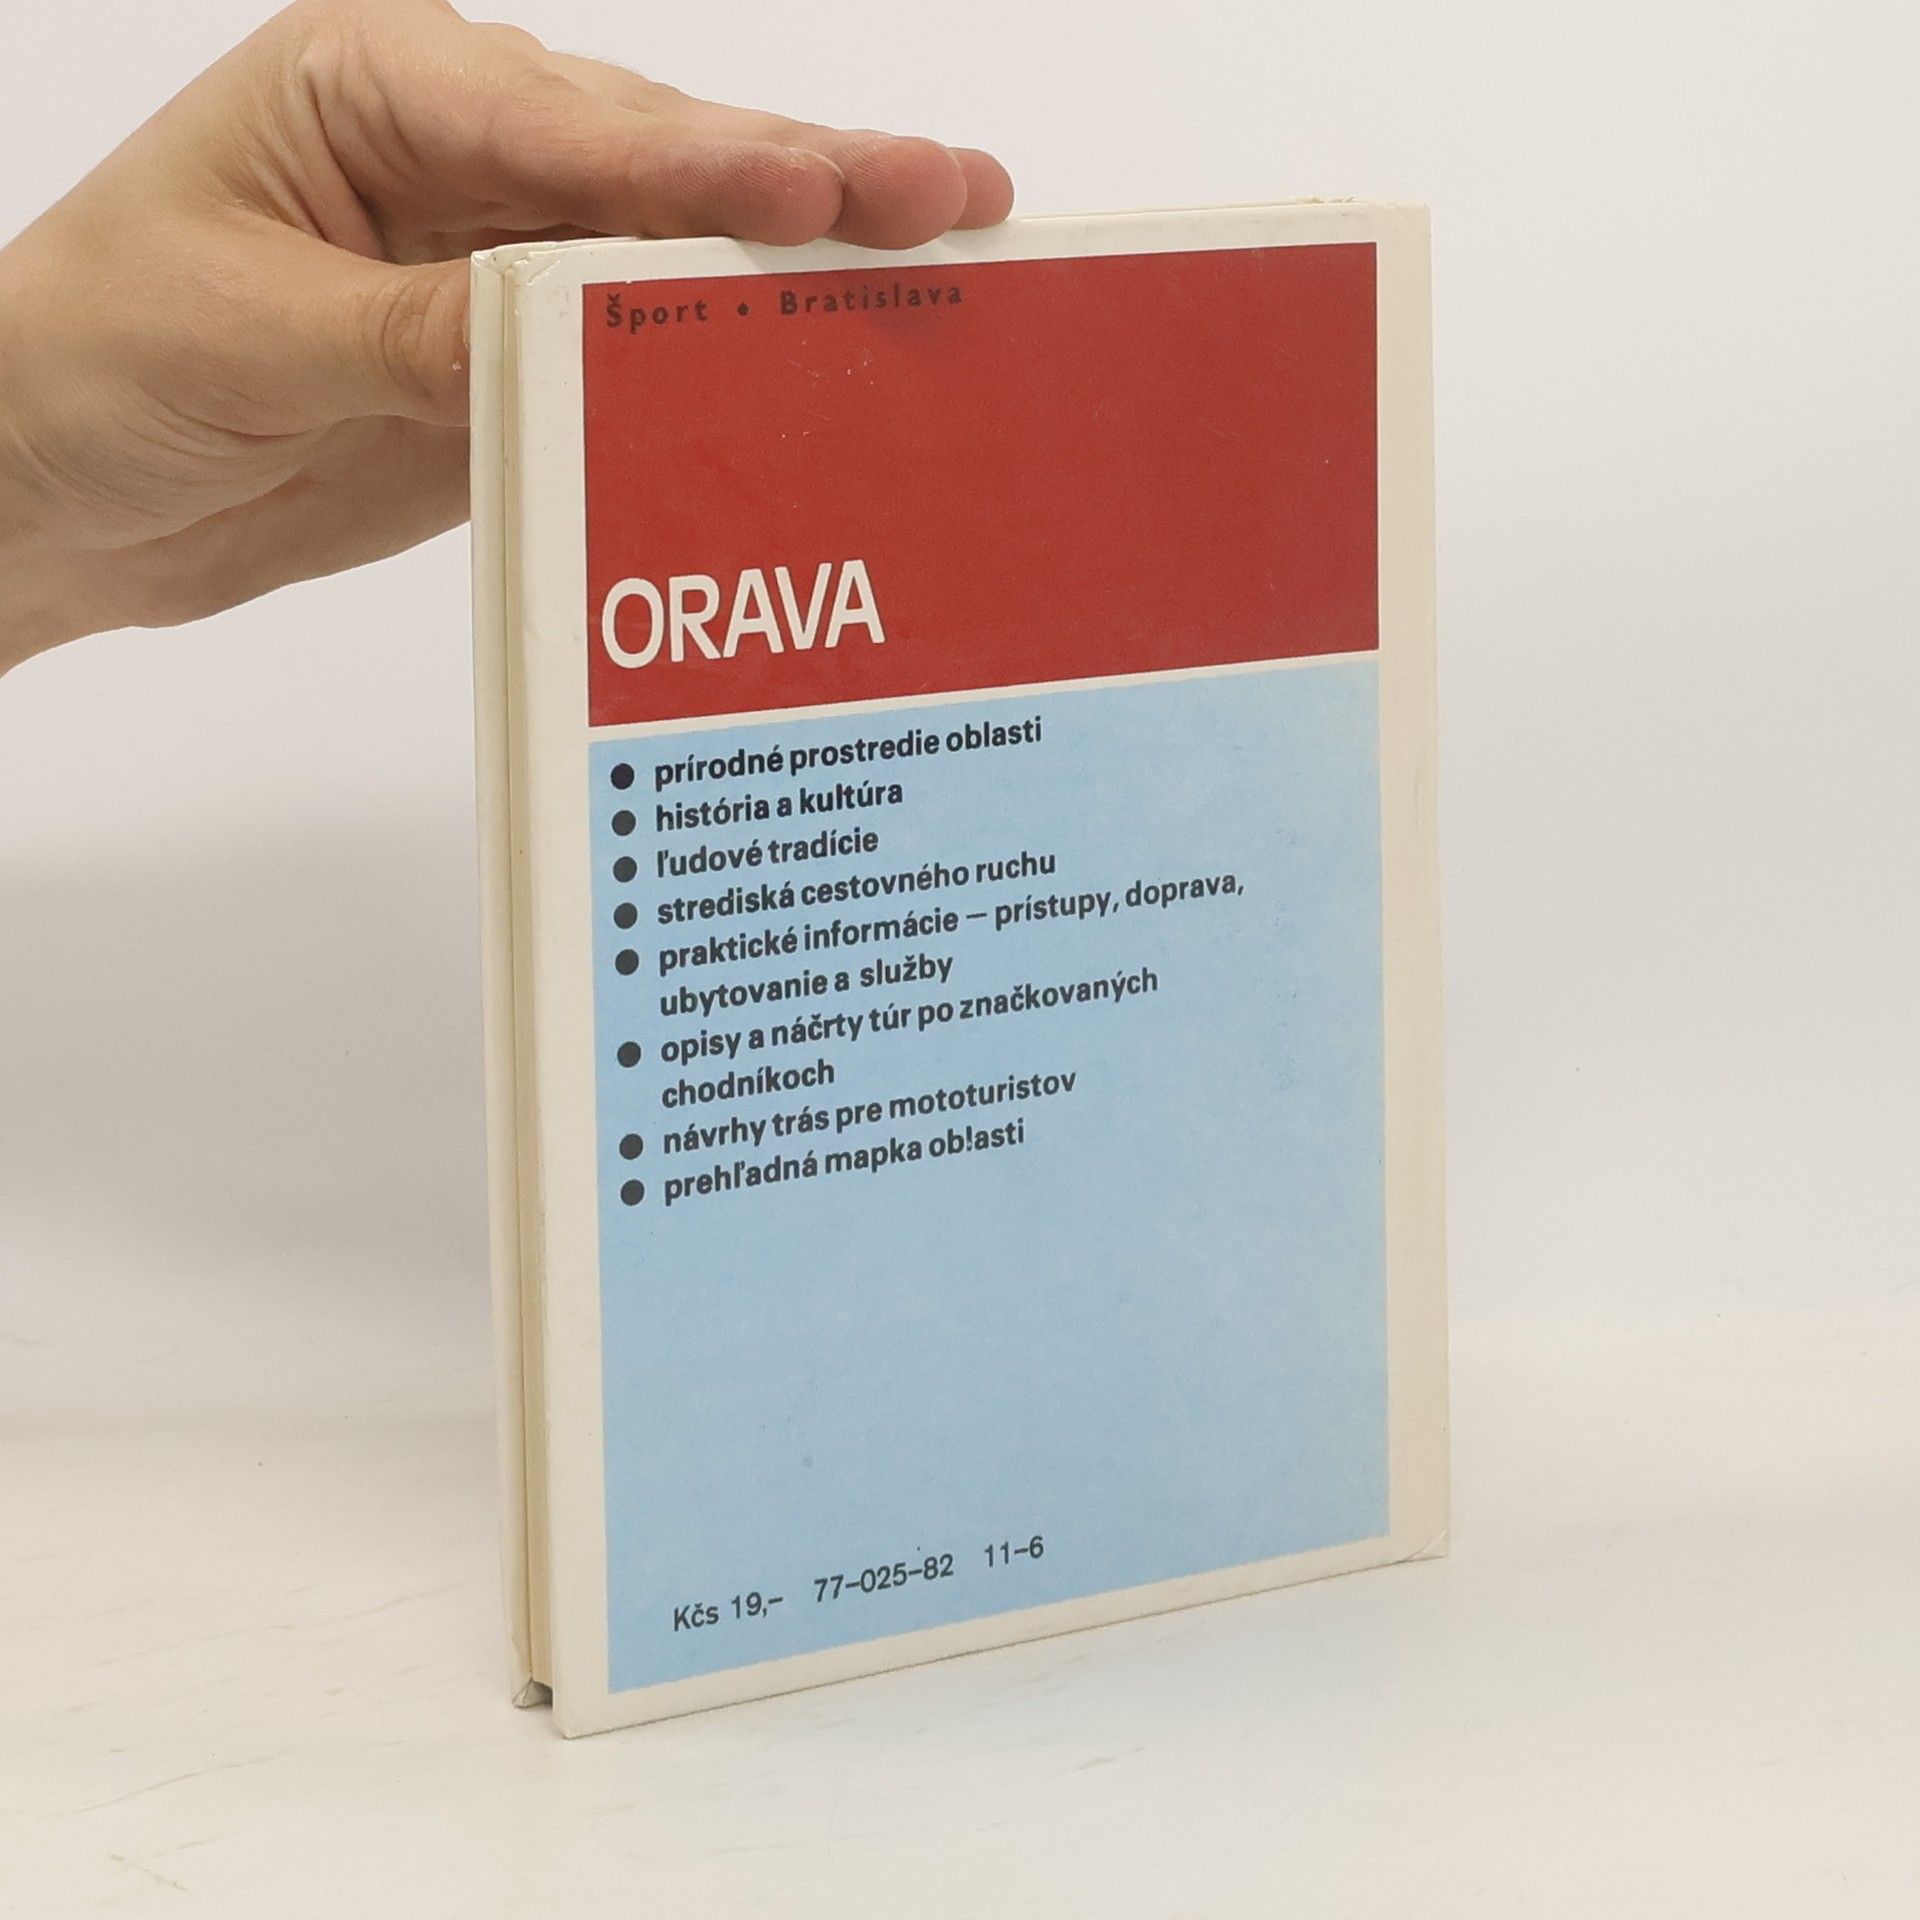 Šport • Bratislava
ORAVA
● prírodné prostredie oblasti
● história a kultúra
● ľudové tradície
● strediská cestovného ruchu
● praktické informácie – prístupy, doprava,
ubytovanie a služby
● opisy a náčrty túr po značkovaných
chodníkoch
● návrhy trás pre mototuristov
● prehľadná mapka oblasti
Kčs 19,– 77–025–82 11–6